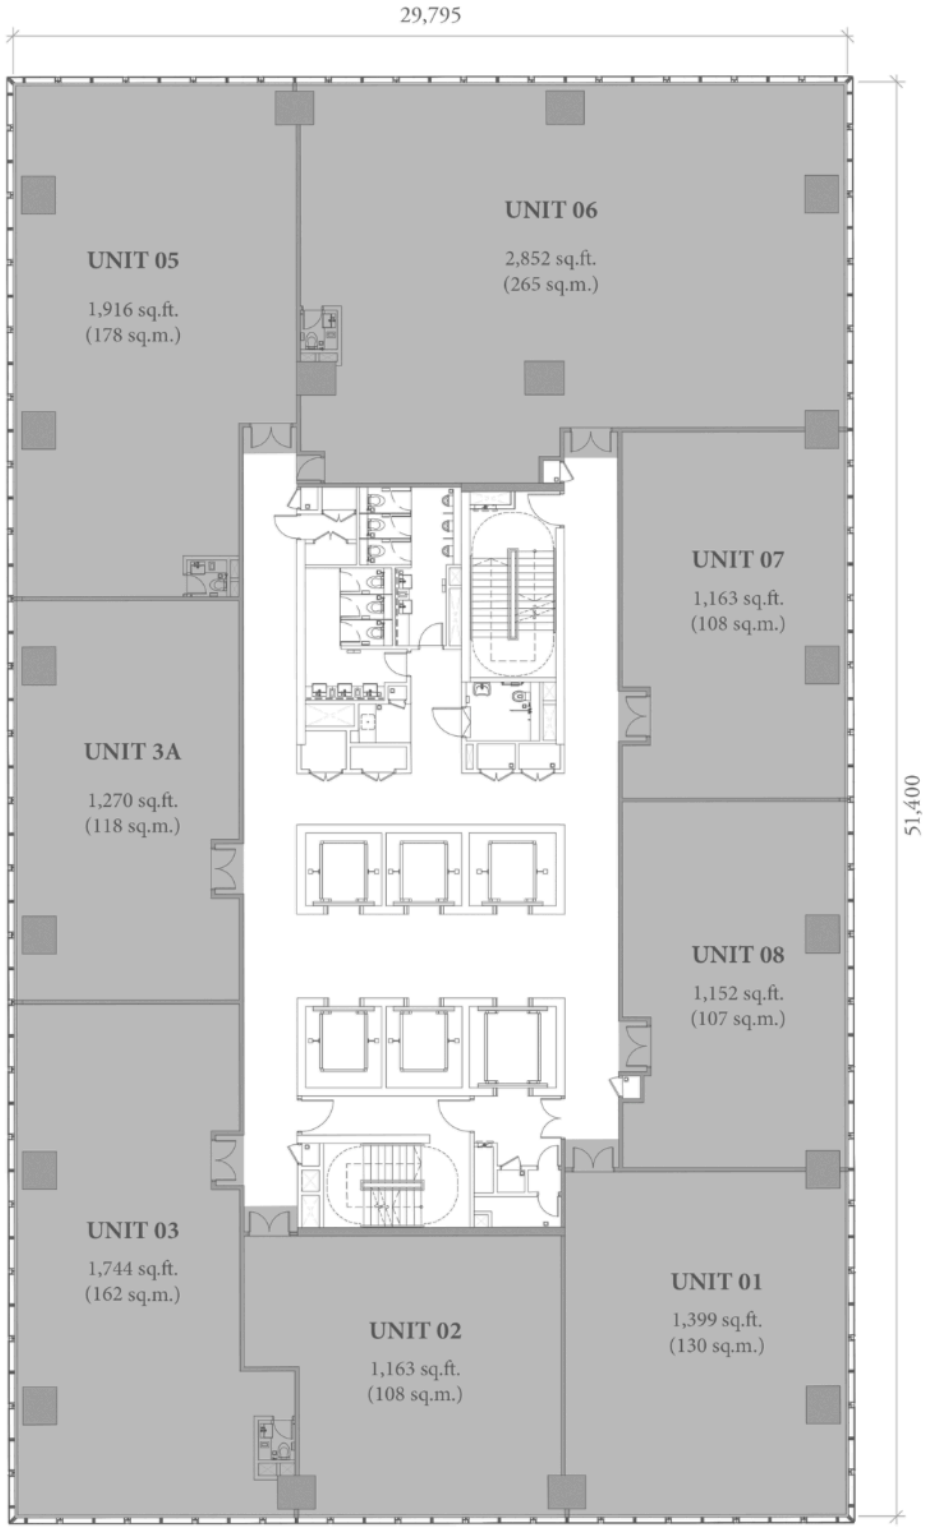 29,795
UNIT 06
2,852 sq.ft.
(265 sq.m.)
UNIT 05
1,916 sq.ft.
(178 sq.m.)
UNIT 07
1,163 sq.ft.
(108 sq.m.)
UNIT 3A
1,270 sq.ft.
(118 sq.m.)
51,400
UNIT 08
1,152 sq.ft.
(107 sq.m.)
UNIT 03
1,744 sq.ft.
(162 sq.m.)
UNIT 01
1,399 sq.ft.
(130 sq.m.)
UNIT 02
1,163 sq.ft.
(108 sq.m.)